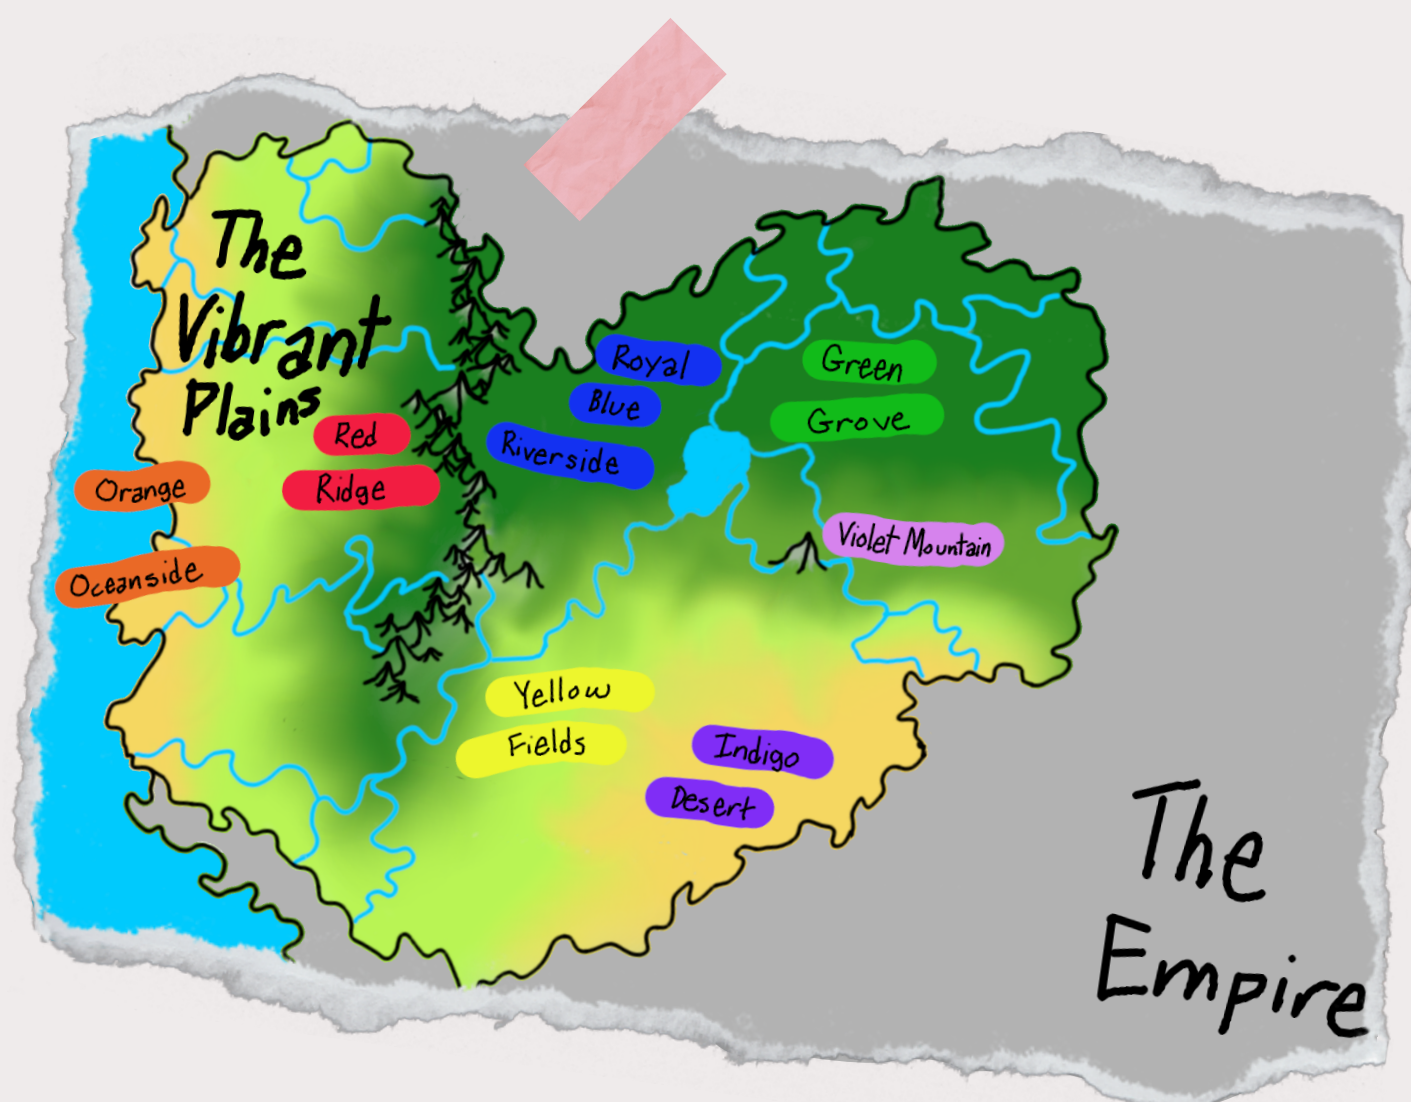 The
Vibrant
Plains
Royal
Blue
Riverside
Green
Grove
Red
Ridge
Orange
Oceanside
Violet Mountain
Yellow
Fields
Indigo
Desert
The
Empire